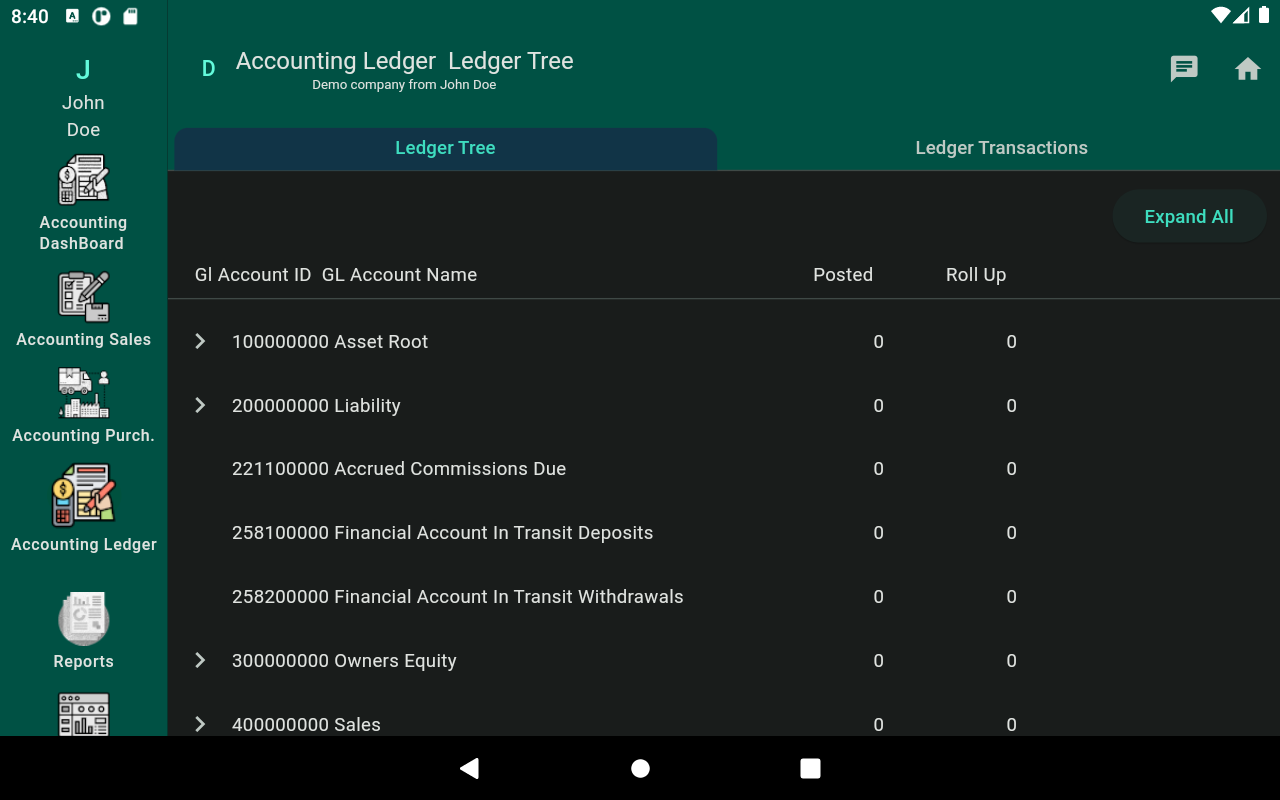 8:40
J
John
Doe
Accounting
DashBoard
Accounting Sales
Accounting Purch.
Accounting Ledger
Reports
D
Accounting Ledger Ledger Tree
Demo company from John Doe
Ledger Tree
Ledger Transactions
Expand All
Gl Account ID GL Account Name Posted Roll Up
100000000 Asset Root 0 0
200000000 Liability 0 0
221100000 Accrued Commissions Due 0 0
258100000 Financial Account In Transit Deposits 0 0
258200000 Financial Account In Transit Withdrawals 0 0
300000000 Owners Equity 0 0
400000000 Sales 0 0